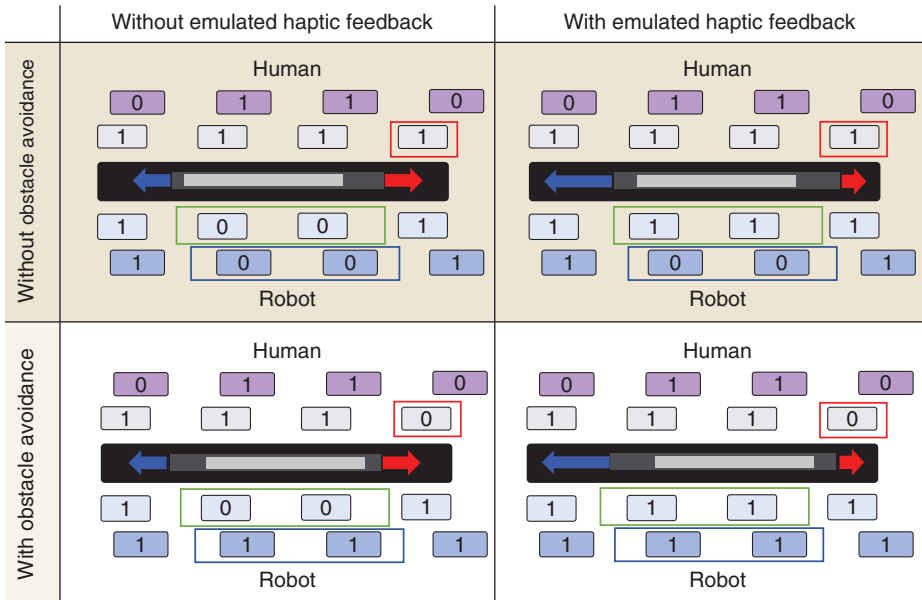 Without emulated haptic feedback
With emulated haptic feedback
Without obstacle avoidance
Human
0 1 1 0
1 1 1 1
1 0 0 1
1 0 0 1
Robot
Human
0 1 1 0
1 1 1 1
1 1 1 1
1 0 0 1
Robot
With obstacle avoidance
Human
0 1 1 0
1 1 1 0
1 0 0 1
1 1 1 1
Robot
Human
0 1 1 0
1 1 1 0
1 1 1 1
1 1 1 1
Robot